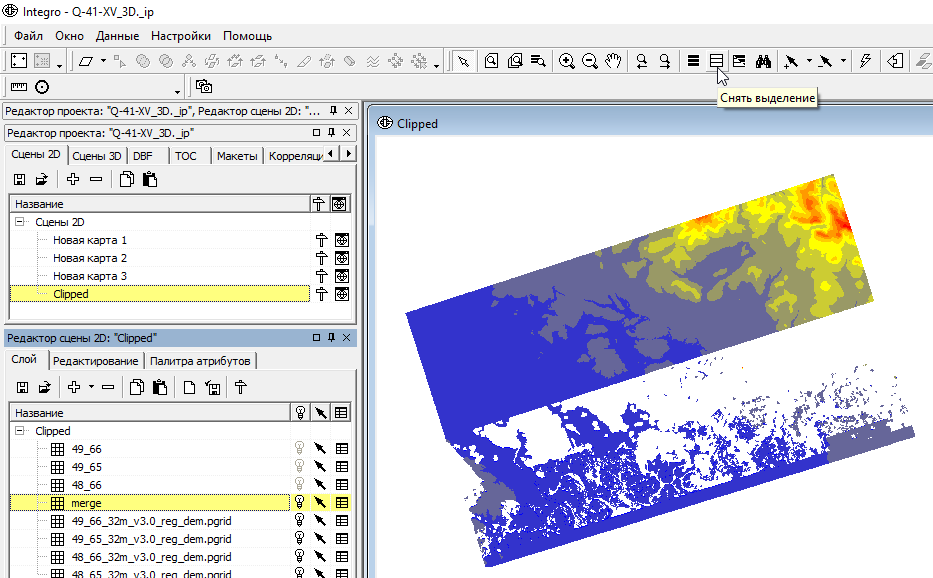 Integro - Q-41-XV_3D._ip
Файл Окно Данные Настройки Помощь
Снять выделение
Редактор проекта: "Q-41-XV_3D._ip", Редактор сцены 2D: "...
Редактор проекта: "Q-41-XV_3D._ip"
Сцены 2D Сцены 3D DBF TOC Макеты Корреляци
Название
Сцены 2D
Новая карта 1
Новая карта 2
Новая карта 3
Clipped
Редактор сцены 2D: "Clipped"
Слой Редактирование Палитра атрибутов
Название
Clipped
49_66
49_65
48_66
merge
49_66_32m_v3.0_reg_dem.pgrid
49_65_32m_v3.0_reg_dem.pgrid
48_66_32m_v3.0_reg_dem.pgrid
48_65_32m_v3.0_reg_dem.pgrid
Clipped